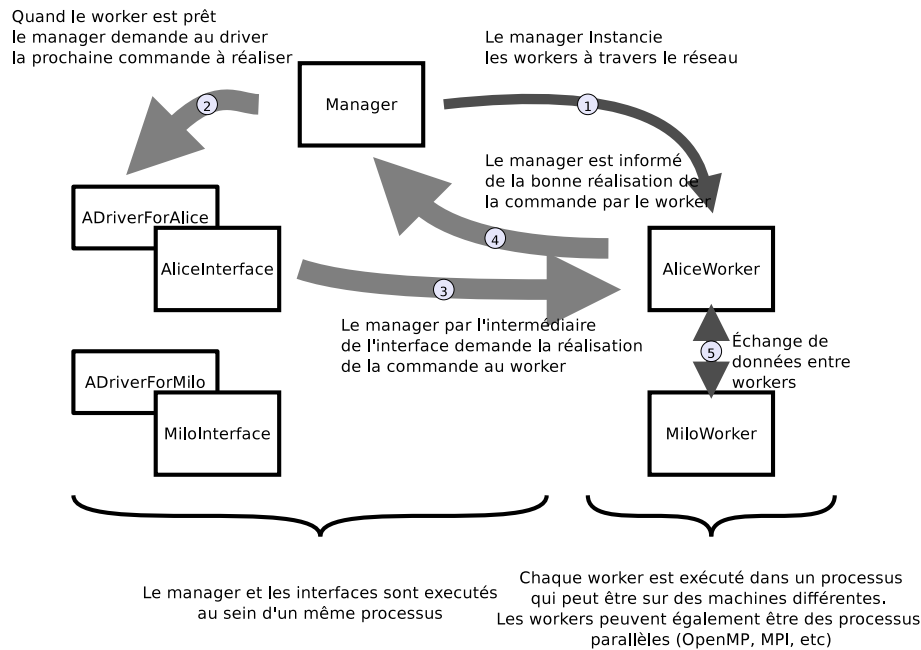 Quand le worker est prêt
le manager demande au driver
la prochaine commande à réaliser
Le manager Instancie
les workers à travers le réseau
2
Manager
1
Le manager est informé
de la bonne réalisation de
la commande par le worker
ADriverForAlice
AliceInterface
4
AliceWorker
3
Le manager par l'intermédiaire
de l'interface demande la réalisation
de la commande au worker
5
Échange de
données entre
workers
ADriverForMilo
MiloInterface
MiloWorker
Le manager et les interfaces sont executés
au sein d'un même processus
Chaque worker est exécuté dans un processus
qui peut être sur des machines différentes.
Les workers peuvent également être des processus
parallèles (OpenMP, MPI, etc)